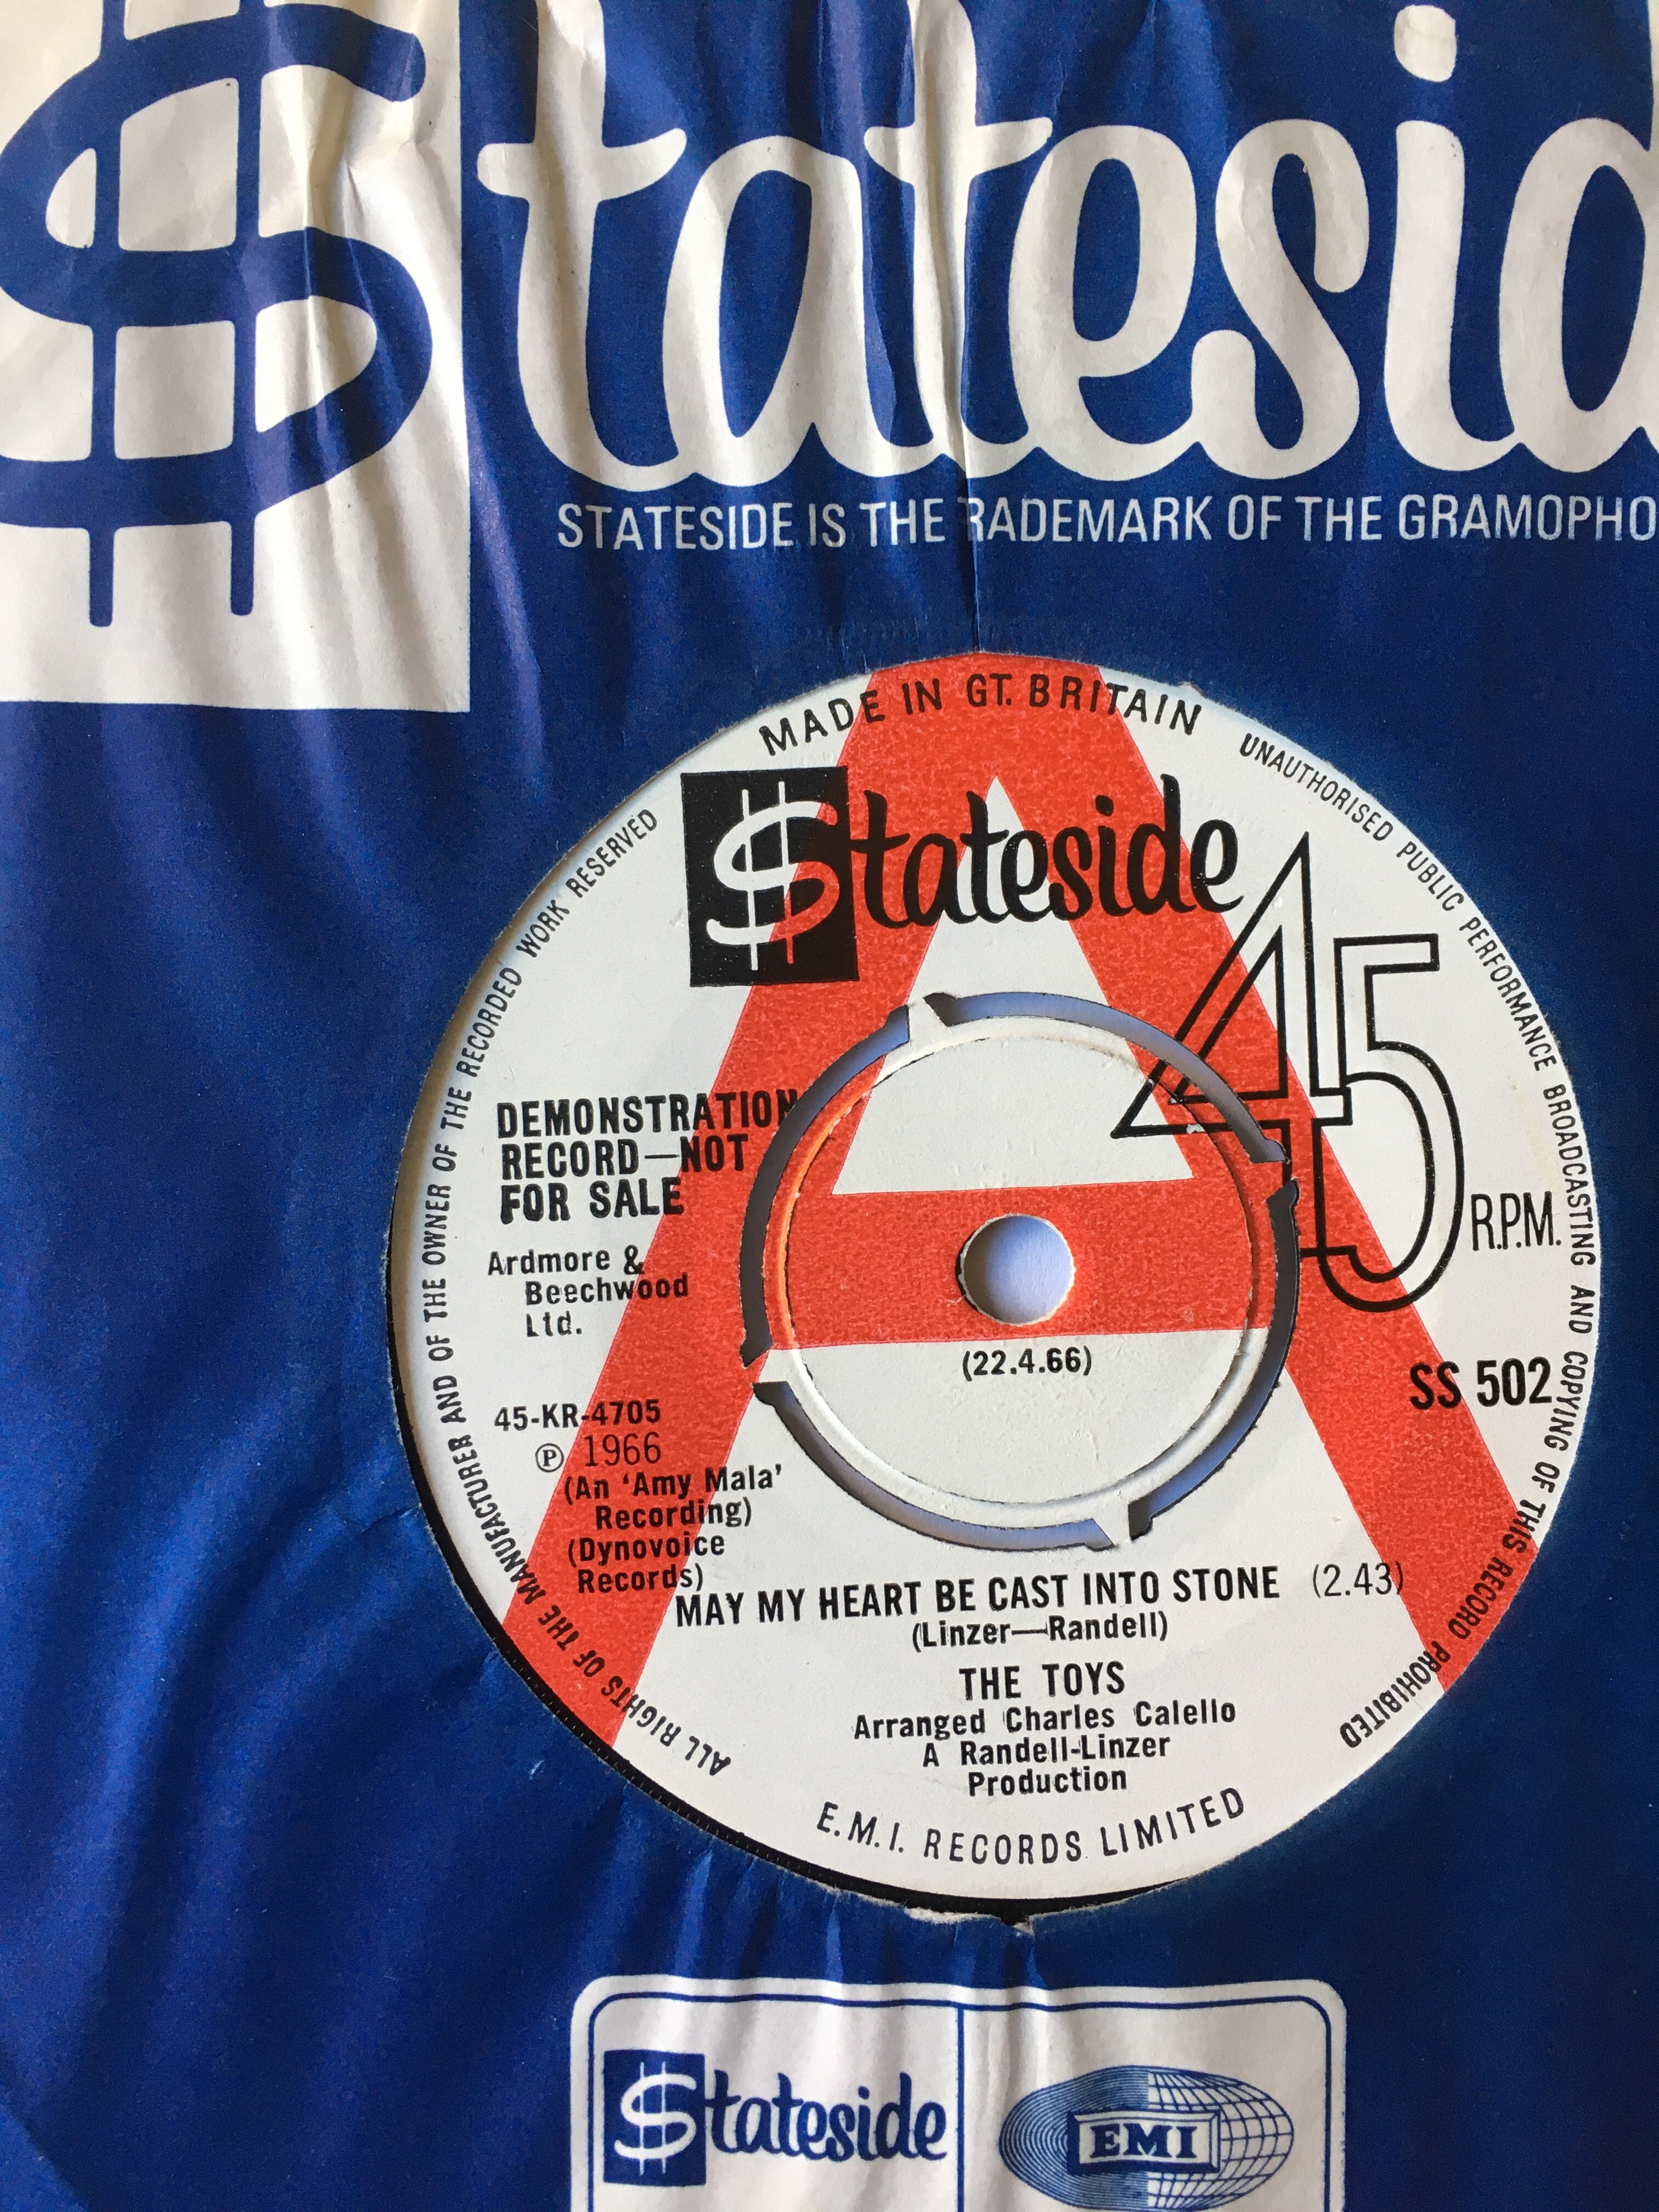 $tatesid
STATESIDE IS THE RADEMARK OF THE GRAMOPHO
MADE IN GT. BRITAIN
UNAUTHORISED PUBLIC PERFORMANCE BROADCASTING AND COPYING OF THIS RECORD PROHIBITED
ALL RIGHTS OF THE MANUFACTURER AND OF THE OWNER OF THE RECORDED WORK RESERVED
$tateside
A
45
R.P.M.
DEMONSTRATION
RECORD—NOT
FOR SALE
Ardmore &
Beechwood
Ltd.
(22.4.66)
SS 502
45-KR-4705
Ⓟ 1966
(An ‘Amy Mala’
Recording)
(Dynovoice
Records)
MAY MY HEART BE CAST INTO STONE (2.43)
(Linzer—Randell)
THE TOYS
Arranged Charles Calello
A Randell-Linzer
Production
E.M.I. RECORDS LIMITED
$tateside
EMI